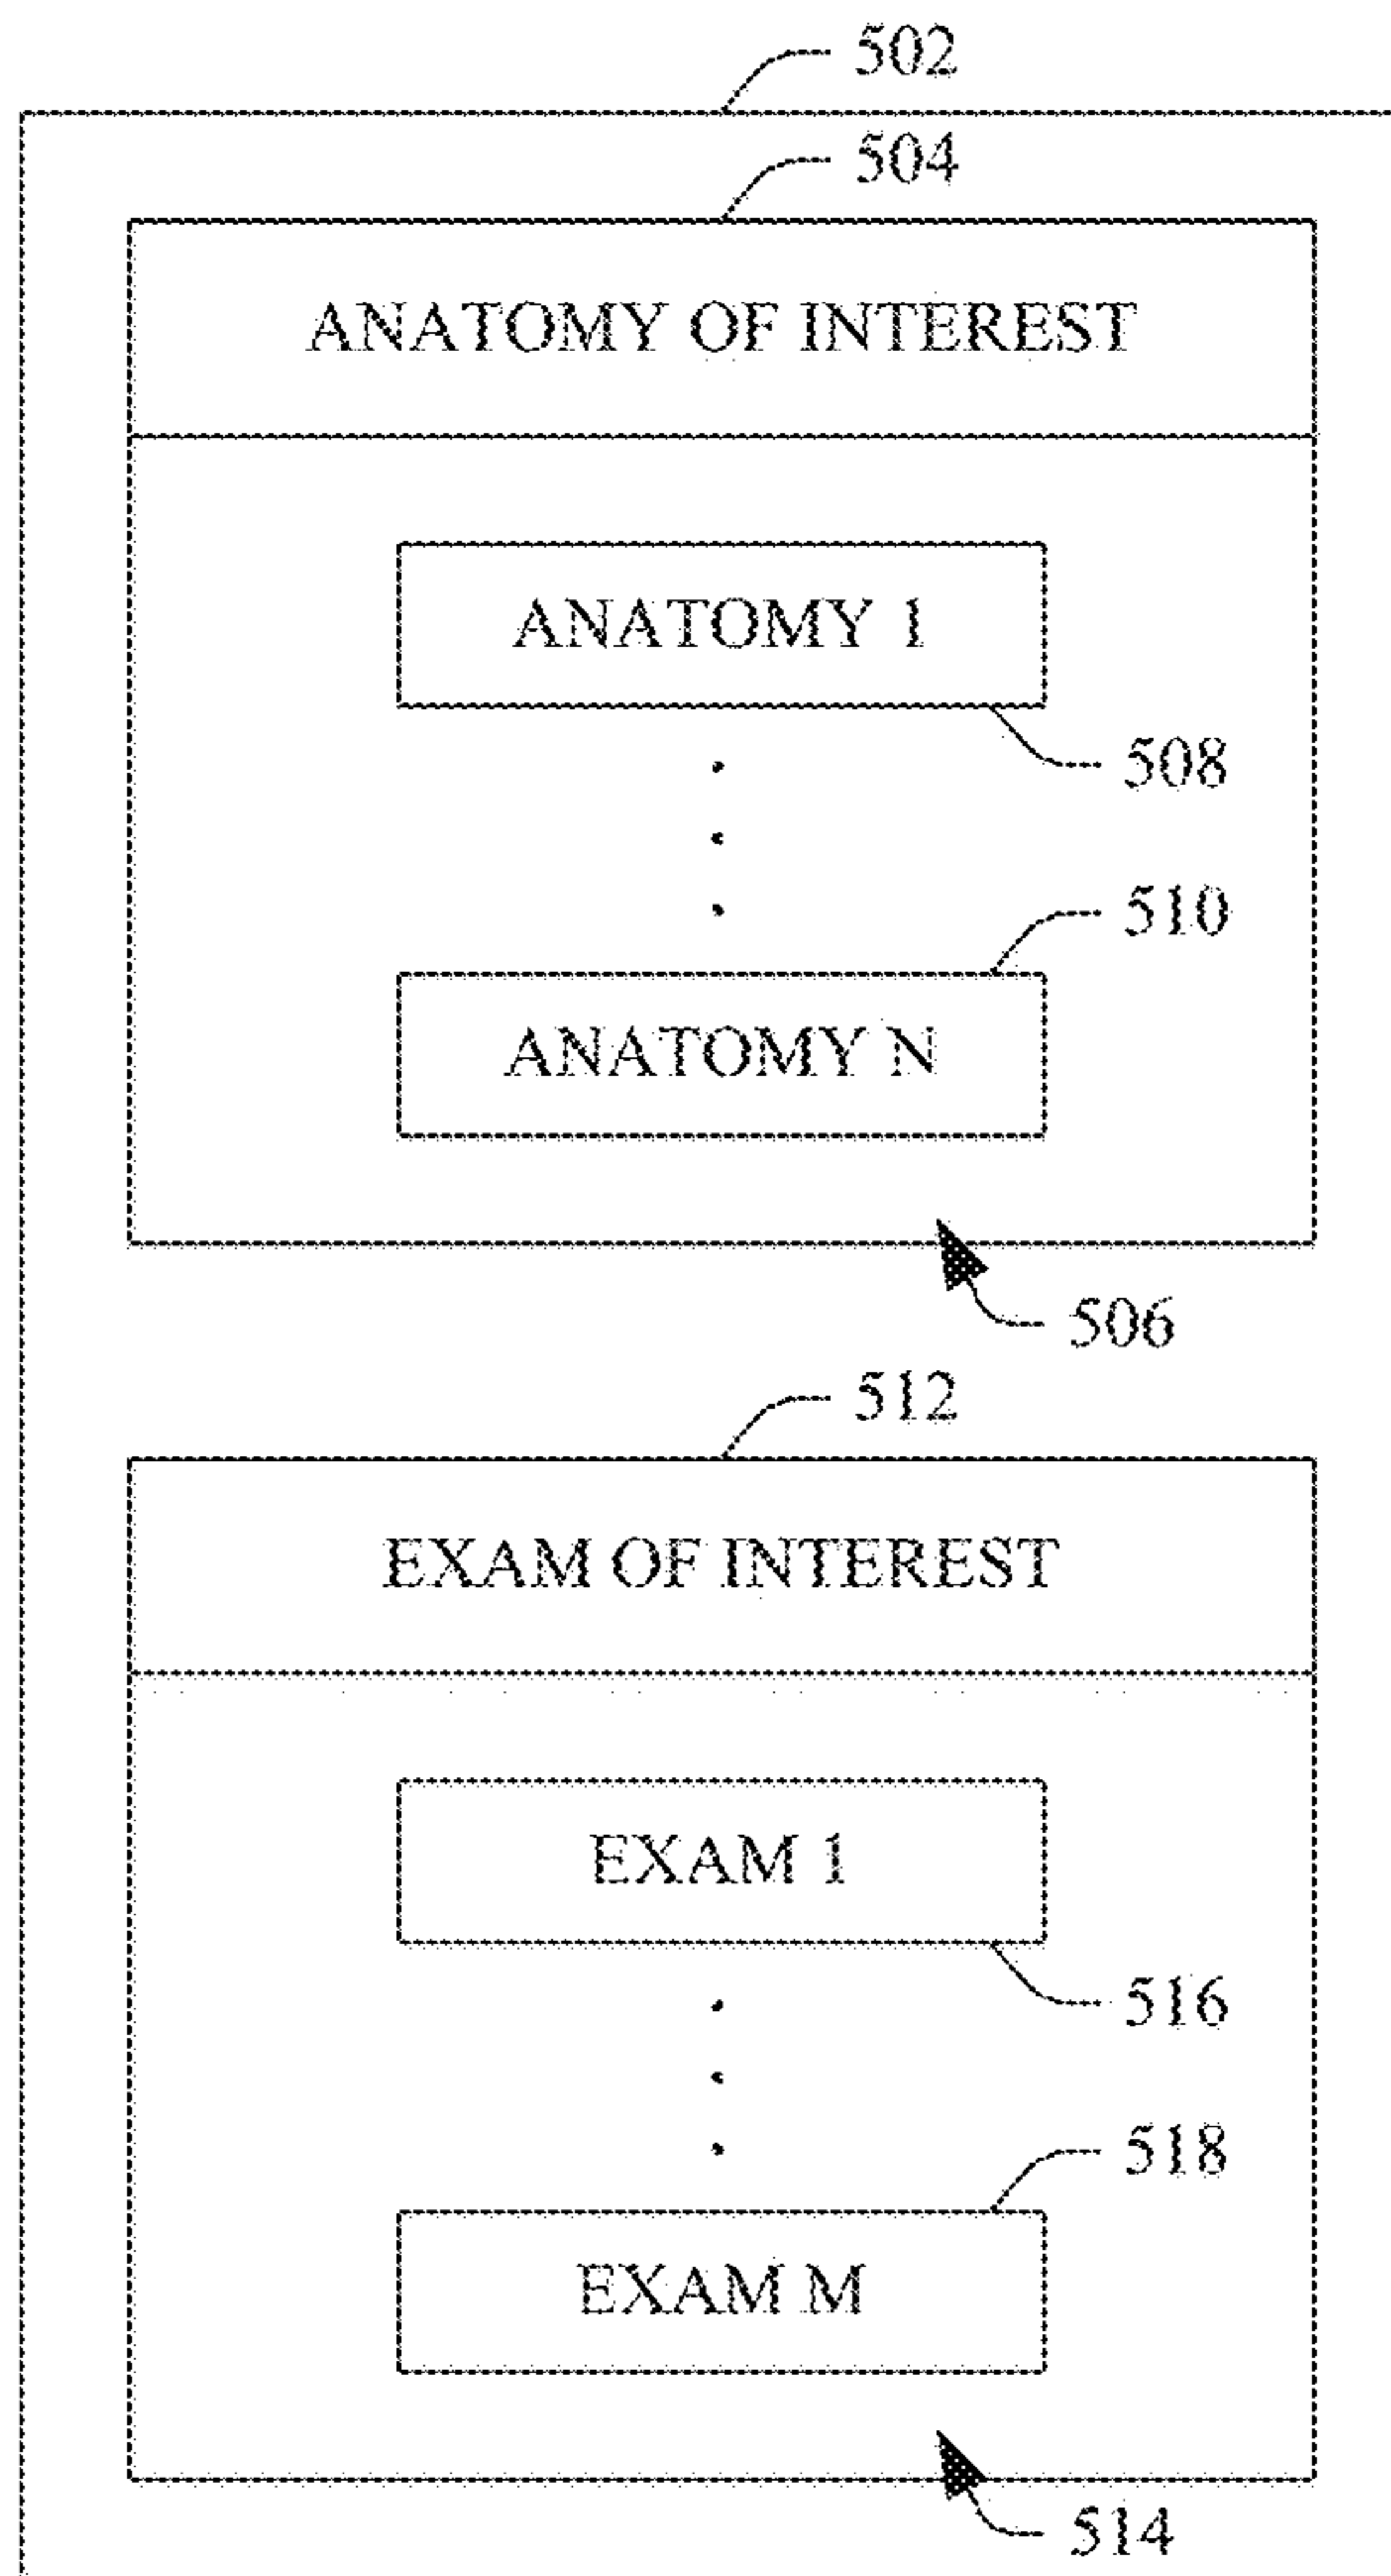 502
504
ANATOMY OF INTEREST
ANATOMY 1
508
510
ANATOMY N
506
512
EXAM OF INTEREST
EXAM 1
516
518
EXAM M
514